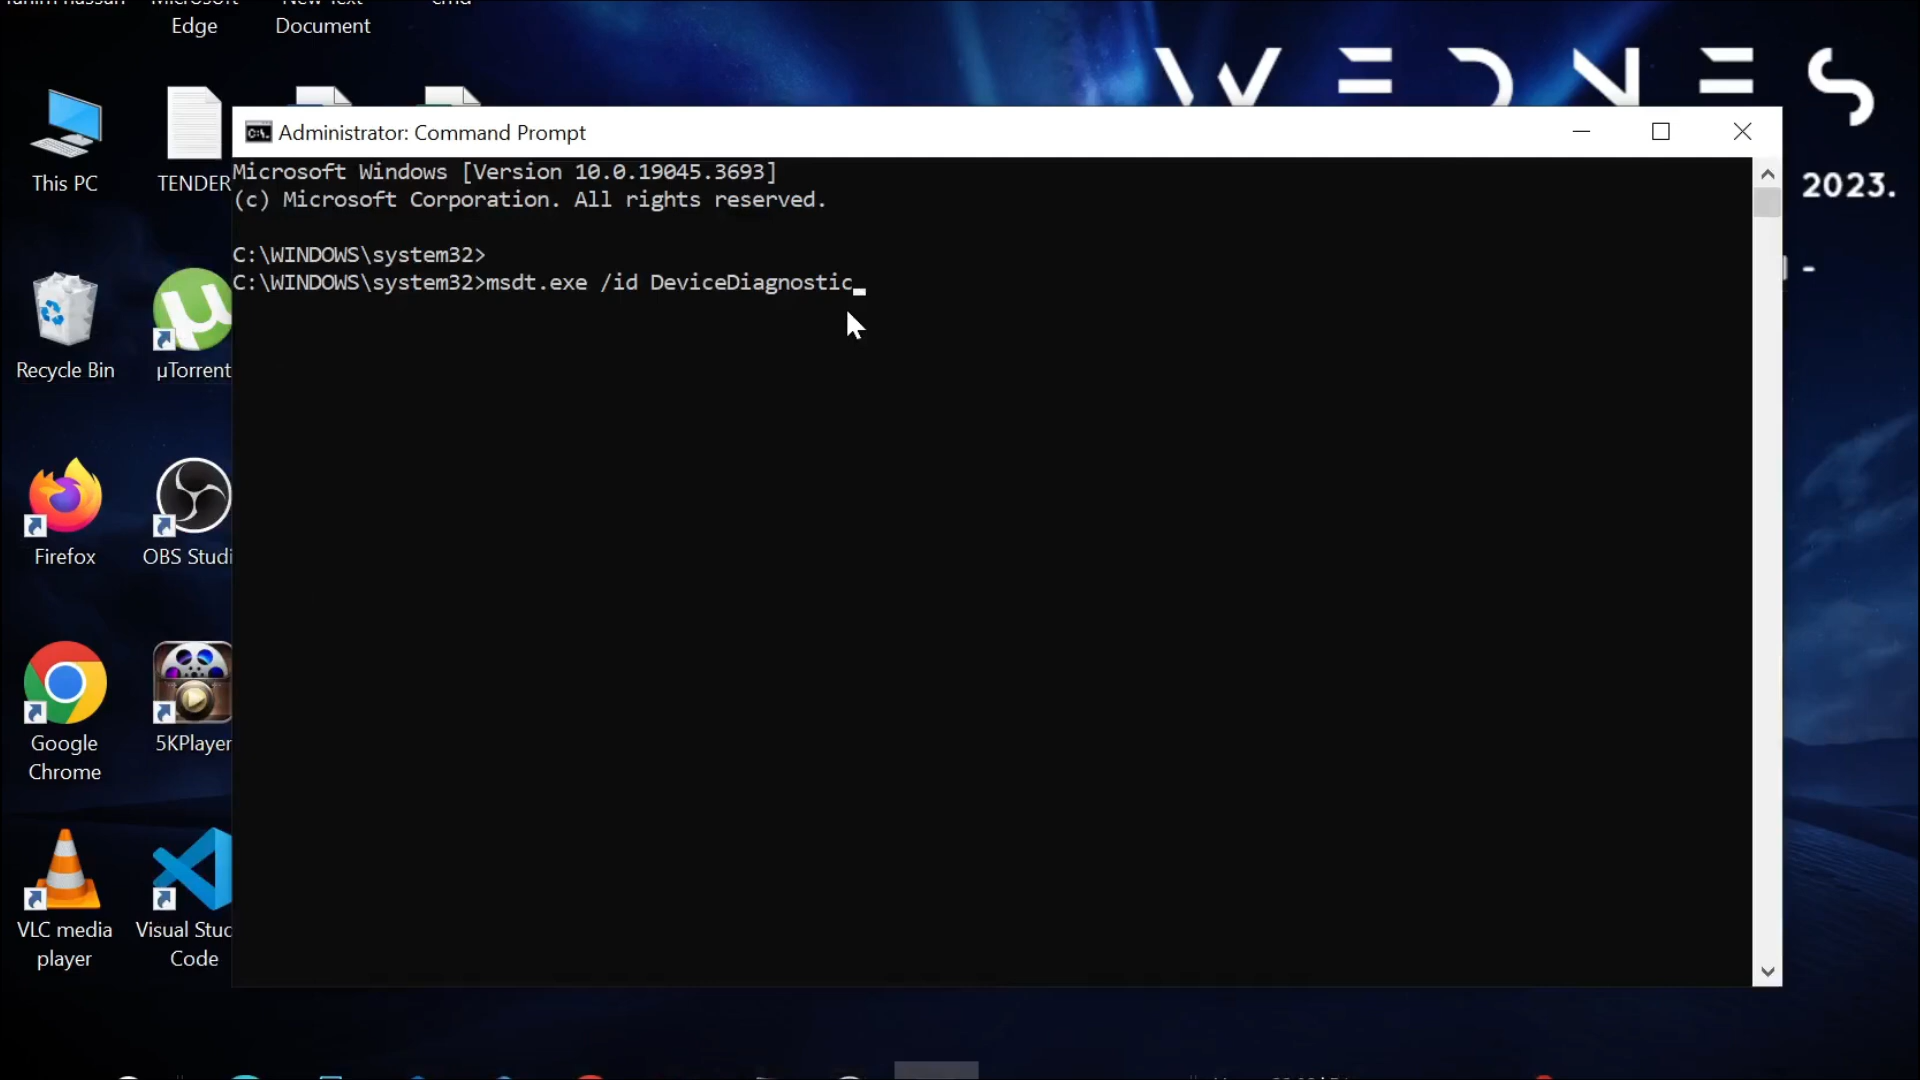 Edge
Document
WEDNES
This PC
TENDER
Administrator: Command Prompt
Microsoft Windows [Version 10.0.19045.3693]
(c) Microsoft Corporation. All rights reserved.
2023.
C:\WINDOWS\system32>
-
C:\WINDOWS\system32>msdt.exe /id DeviceDiagnostic
Recycle Bin
µTorrent
Firefox
OBS Studi
Google
Chrome
5KPlayer
VLC media
player
Visual Stud
Code